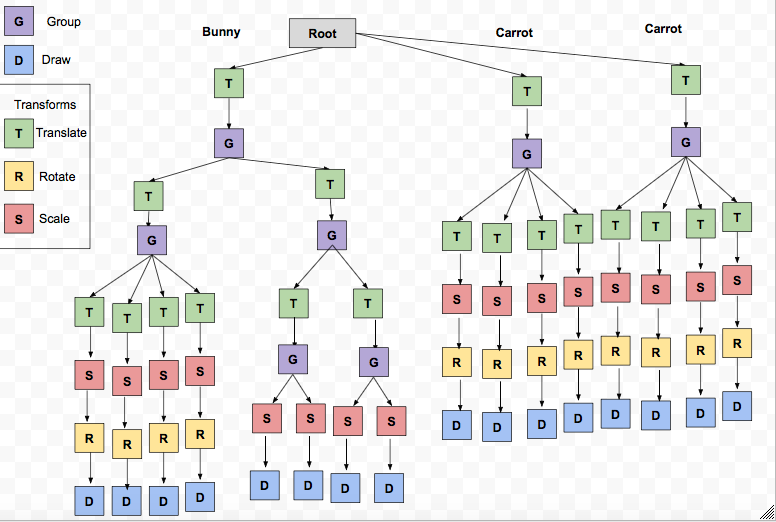 G Group
D Draw
Transforms
T Translate
R Rotate
S Scale
Bunny Root Carrot Carrot
T T T
G G G
T T
G G
T T T T
S S S S
R R R R
D D D D
T T
G G
S S S S
D D D D
T T T T
S S S S
R R R R
D D D D
T T T T
S S S S
R R R R
D D D D